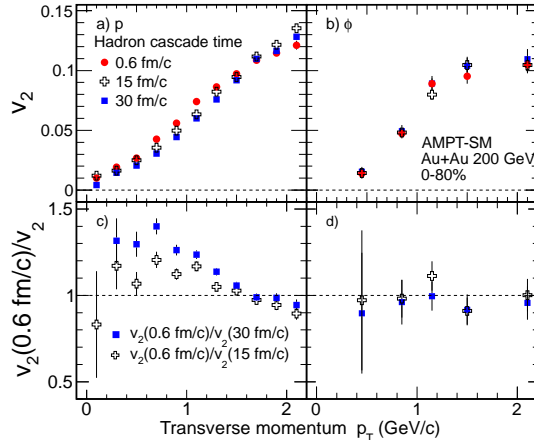 a) p
Hadron cascade time
0.6 fm/c
15 fm/c
30 fm/c
v2
0.15
0.1
0.05
0
b) ϕ
AMPT-SM
Au+Au 200 GeV
0-80%
c)
v2(0.6 fm/c)/v2
1.5
1
0.5
v2(0.6 fm/c)/v2(30 fm/c)
v2(0.6 fm/c)/v2(15 fm/c)
d)
0 1 2 0 1 2
Transverse momentum pT (GeV/c)